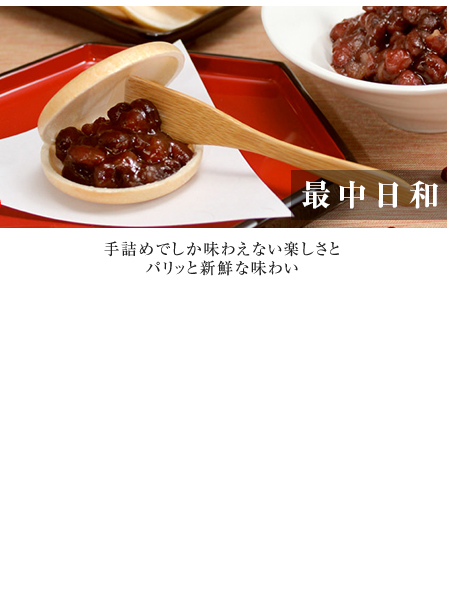 最中日和
手詰めでしか味わえない楽しさと
パリッと新鮮な味わい